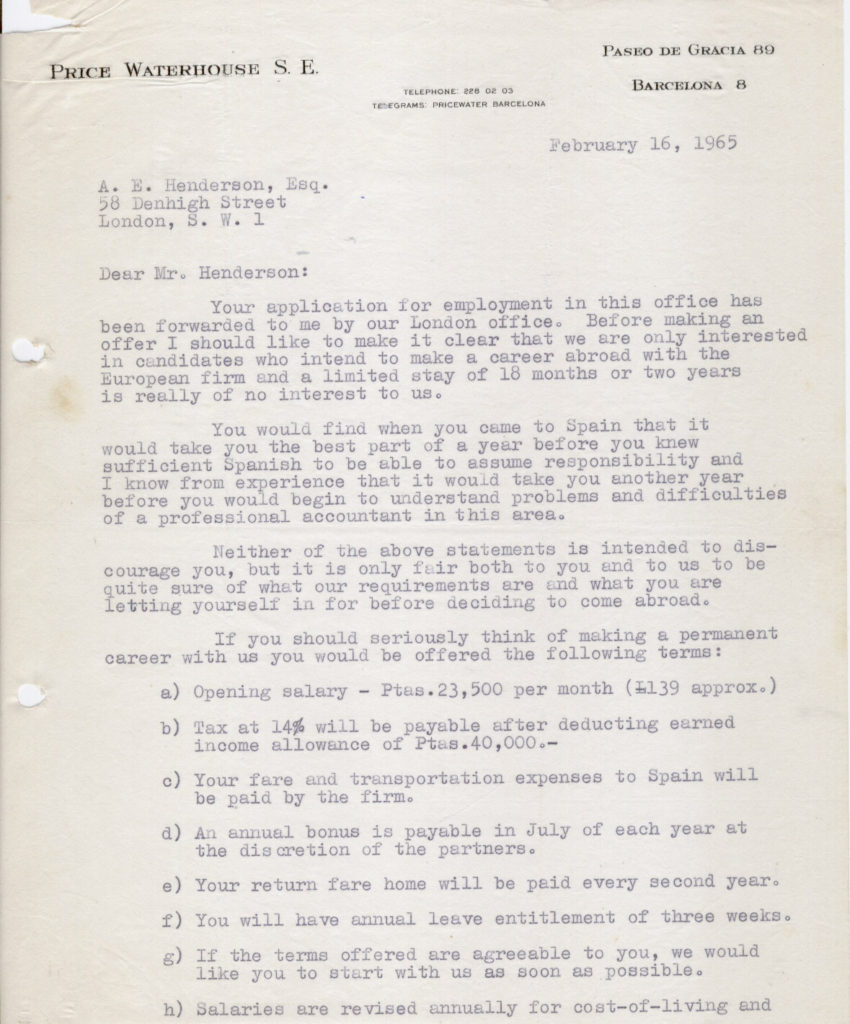 PRICE WATERHOUSE S. E.
PASEO DE GRACIA 89
BARCELONA 8
TELEPHONE: 228 02 03
TELEGRAMS: PRICEWATER BARCELONA
February 16, 1965
A. E. Henderson, Esq.
58 Denhigh Street
London, S. W. 1
Dear Mr. Henderson:
Your application for employment in this office has
been forwarded to me by our London office. Before making an
offer I should like to make it clear that we are only interested
in candidates who intend to make a career abroad with the
European firm and a limited stay of 18 months or two years
is really of no interest to us.
You would find when you came to Spain that it
would take you the best part of a year before you knew
sufficient Spanish to be able to assume responsibility and
I know from experience that it would take you another year
before you would begin to understand problems and difficulties
of a professional accountant in this area.
Neither of the above statements is intended to dis-
courage you, but it is only fair both to you and to us to be
quite sure of what our requirements are and what you are
letting yourself in for before deciding to come abroad.
If you should seriously think of making a permanent
career with us you would be offered the following terms:
a) Opening salary - Ptas.23,500 per month (£139 approx.)
b) Tax at 14% will be payable after deducting earned
income allowance of Ptas.40,000.-
c) Your fare and transportation expenses to Spain will
be paid by the firm.
d) An annual bonus is payable in July of each year at
the discretion of the partners.
e) Your return fare home will be paid every second year.
f) You will have annual leave entitlement of three weeks.
g) If the terms offered are agreeable to you, we would
like you to start with us as soon as possible.
h) Salaries are revised annually for cost-of-living and